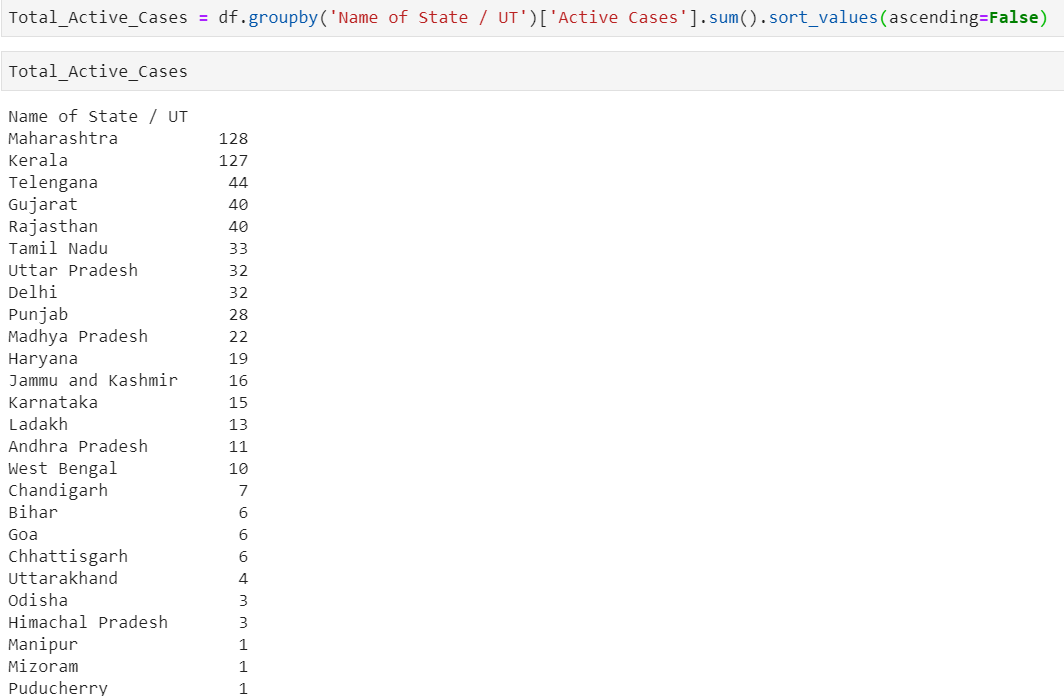 Total_Active_Cases = df.groupby('Name of State / UT')['Active Cases'].sum().sort_values(ascending=False)
Total_Active_Cases
Name of State / UT
Maharashtra 128
Kerala 127
Telengana 44
Gujarat 40
Rajasthan 40
Tamil Nadu 33
Uttar Pradesh 32
Delhi 32
Punjab 28
Madhya Pradesh 22
Haryana 19
Jammu and Kashmir 16
Karnataka 15
Ladakh 13
Andhra Pradesh 11
West Bengal 10
Chandigarh 7
Bihar 6
Goa 6
Chhattisgarh 6
Uttarakhand 4
Odisha 3
Himachal Pradesh 3
Manipur 1
Mizoram 1
Puducherry 1